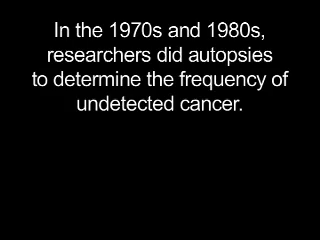 In the 1970s and 1980s,
researchers did autopsies
to determine the frequency of
undetected cancer.